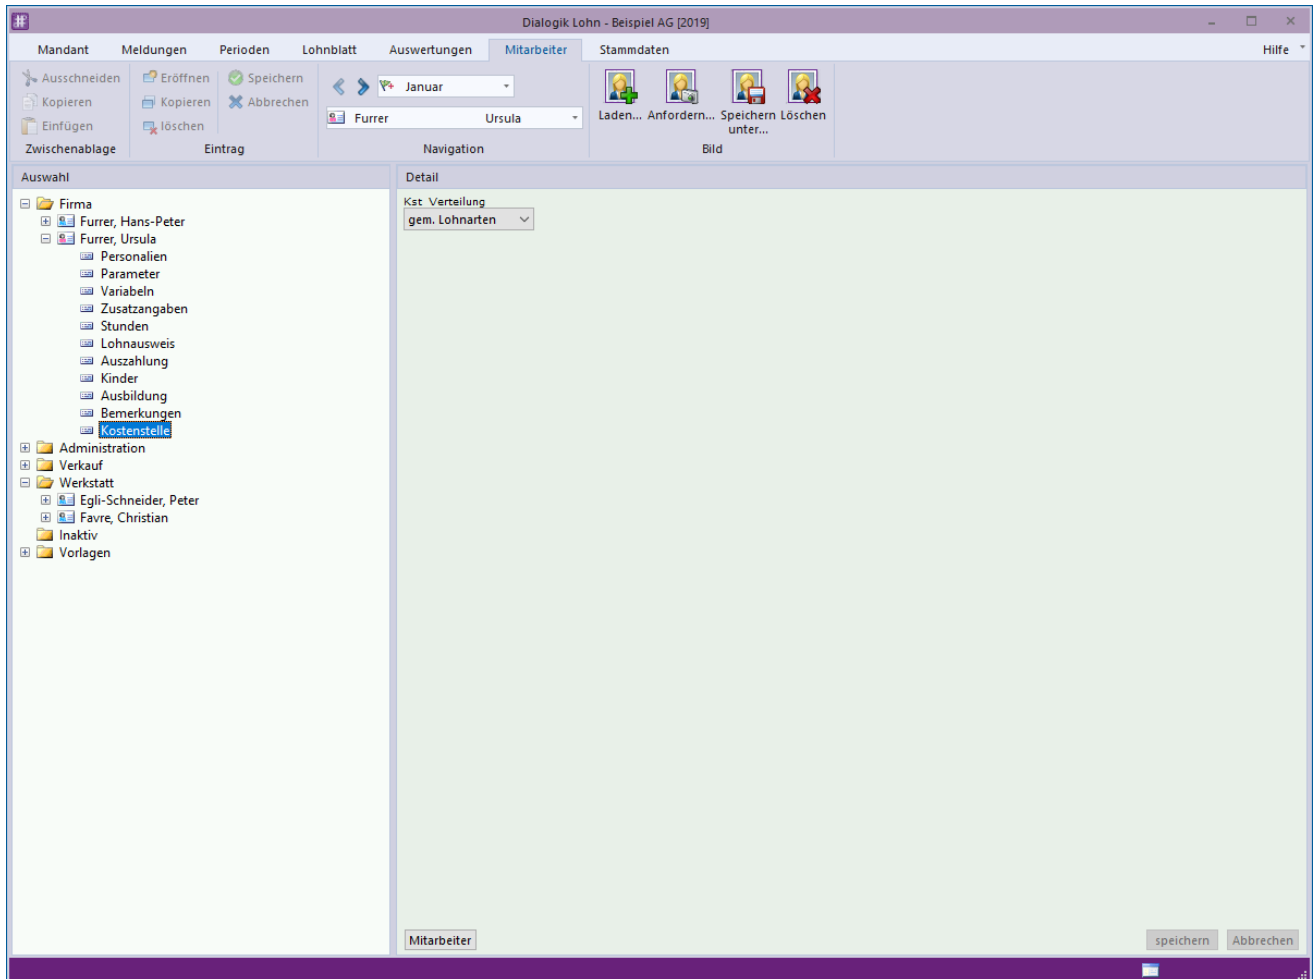 Dialogik Lohn - Beispiel AG [2019]
Mandant Meldungen Perioden Lohnblatt Auswertungen Mitarbeiter Stammdaten Hilfe
Ausschneiden Eröffnen Speichern Januar
Kopieren Kopieren Abbrechen
Einfügen löschen Furrer Ursula
Laden... Anfordern... Speichern unter... Löschen
Zwischenablage Eintrag Navigation Bild
Auswahl
Firma
Furrer, Hans-Peter
Furrer, Ursula
Personalien
Parameter
Variabeln
Zusatzangaben
Stunden
Lohnausweis
Auszahlung
Kinder
Ausbildung
Bemerkungen
Kostenstelle
Administration
Verkauf
Werkstatt
Egli-Schneider, Peter
Favre, Christian
Inaktiv
Vorlagen
Detail
Kst Verteilung
gem. Lohnarten
Mitarbeiter speichern Abbrechen